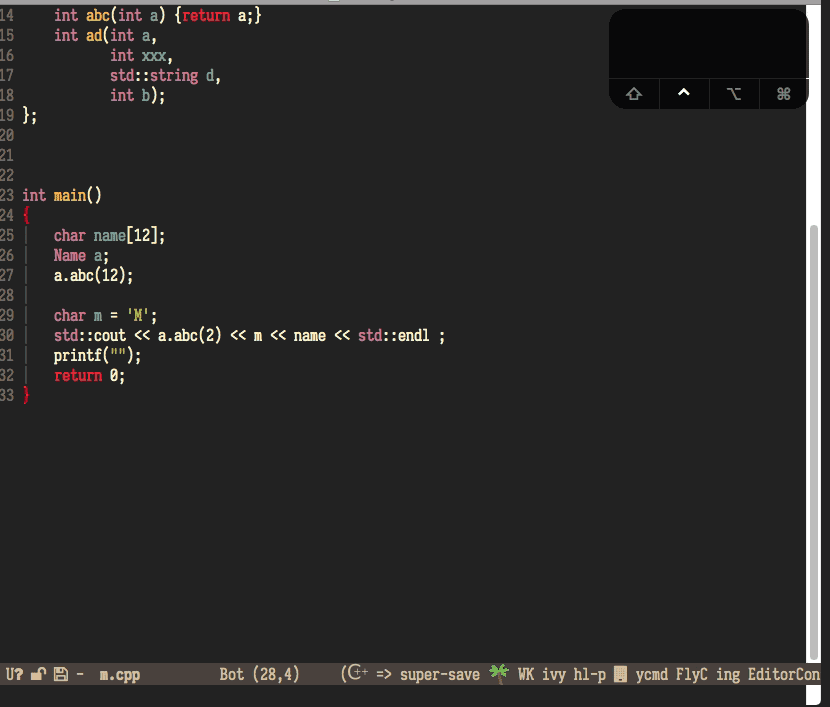 14 int abc(int a) {return a;}
15 int ad(int a,
16 int xxx,
17 std::string d,
18 int b);
19 };
20
21
22
23 int main()
24 {
25 char name[12];
26 Name a;
27 a.abc(12);
28
29 char m = 'M';
30 std::cout << a.abc(2) << m << name << std::endl ;
31 printf("");
32 return 0;
33 }
⇧ ⌃ ⌥ ⌘
U? - m.cpp Bot (28,4) (C++ => super-save 🌴 WK ivy hl-p ycmd FlyC ing EditorCon